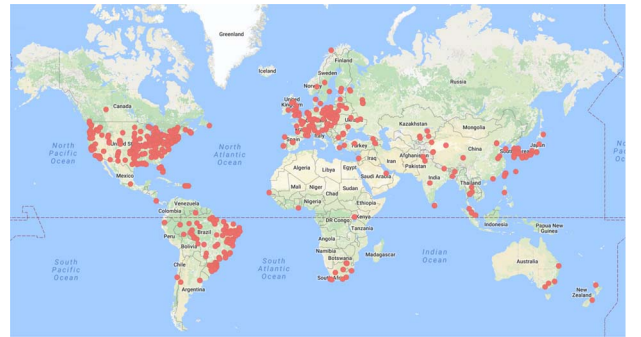 Greenland
Iceland
Finland
Sweden
Norway
Russia
Canada
United
Kingdom
Kazakhstan
Mongolia
North
Pacific
Ocean
North
Atlantic
Ocean
Italy
Spain
Turkey
Afghanistan
China
Japan
Iraq
Iran
Pakistan
Mexico
Algeria
Libya
Egypt
Saudi Arabia
India
Thailand
Mali
Niger
Chad
Sudan
Nigeria
Ethiopia
Venezuela
Colombia
DR Congo
Kenya
Tanzania
Indonesia
Papua New
Guinea
Peru
Brazil
Bolivia
Angola
Namibia
Botswana
Madagascar
Indian
Ocean
South
Pacific
Ocean
Chile
South
Atlantic
Ocean
Argentina
Australia
New
Zealand